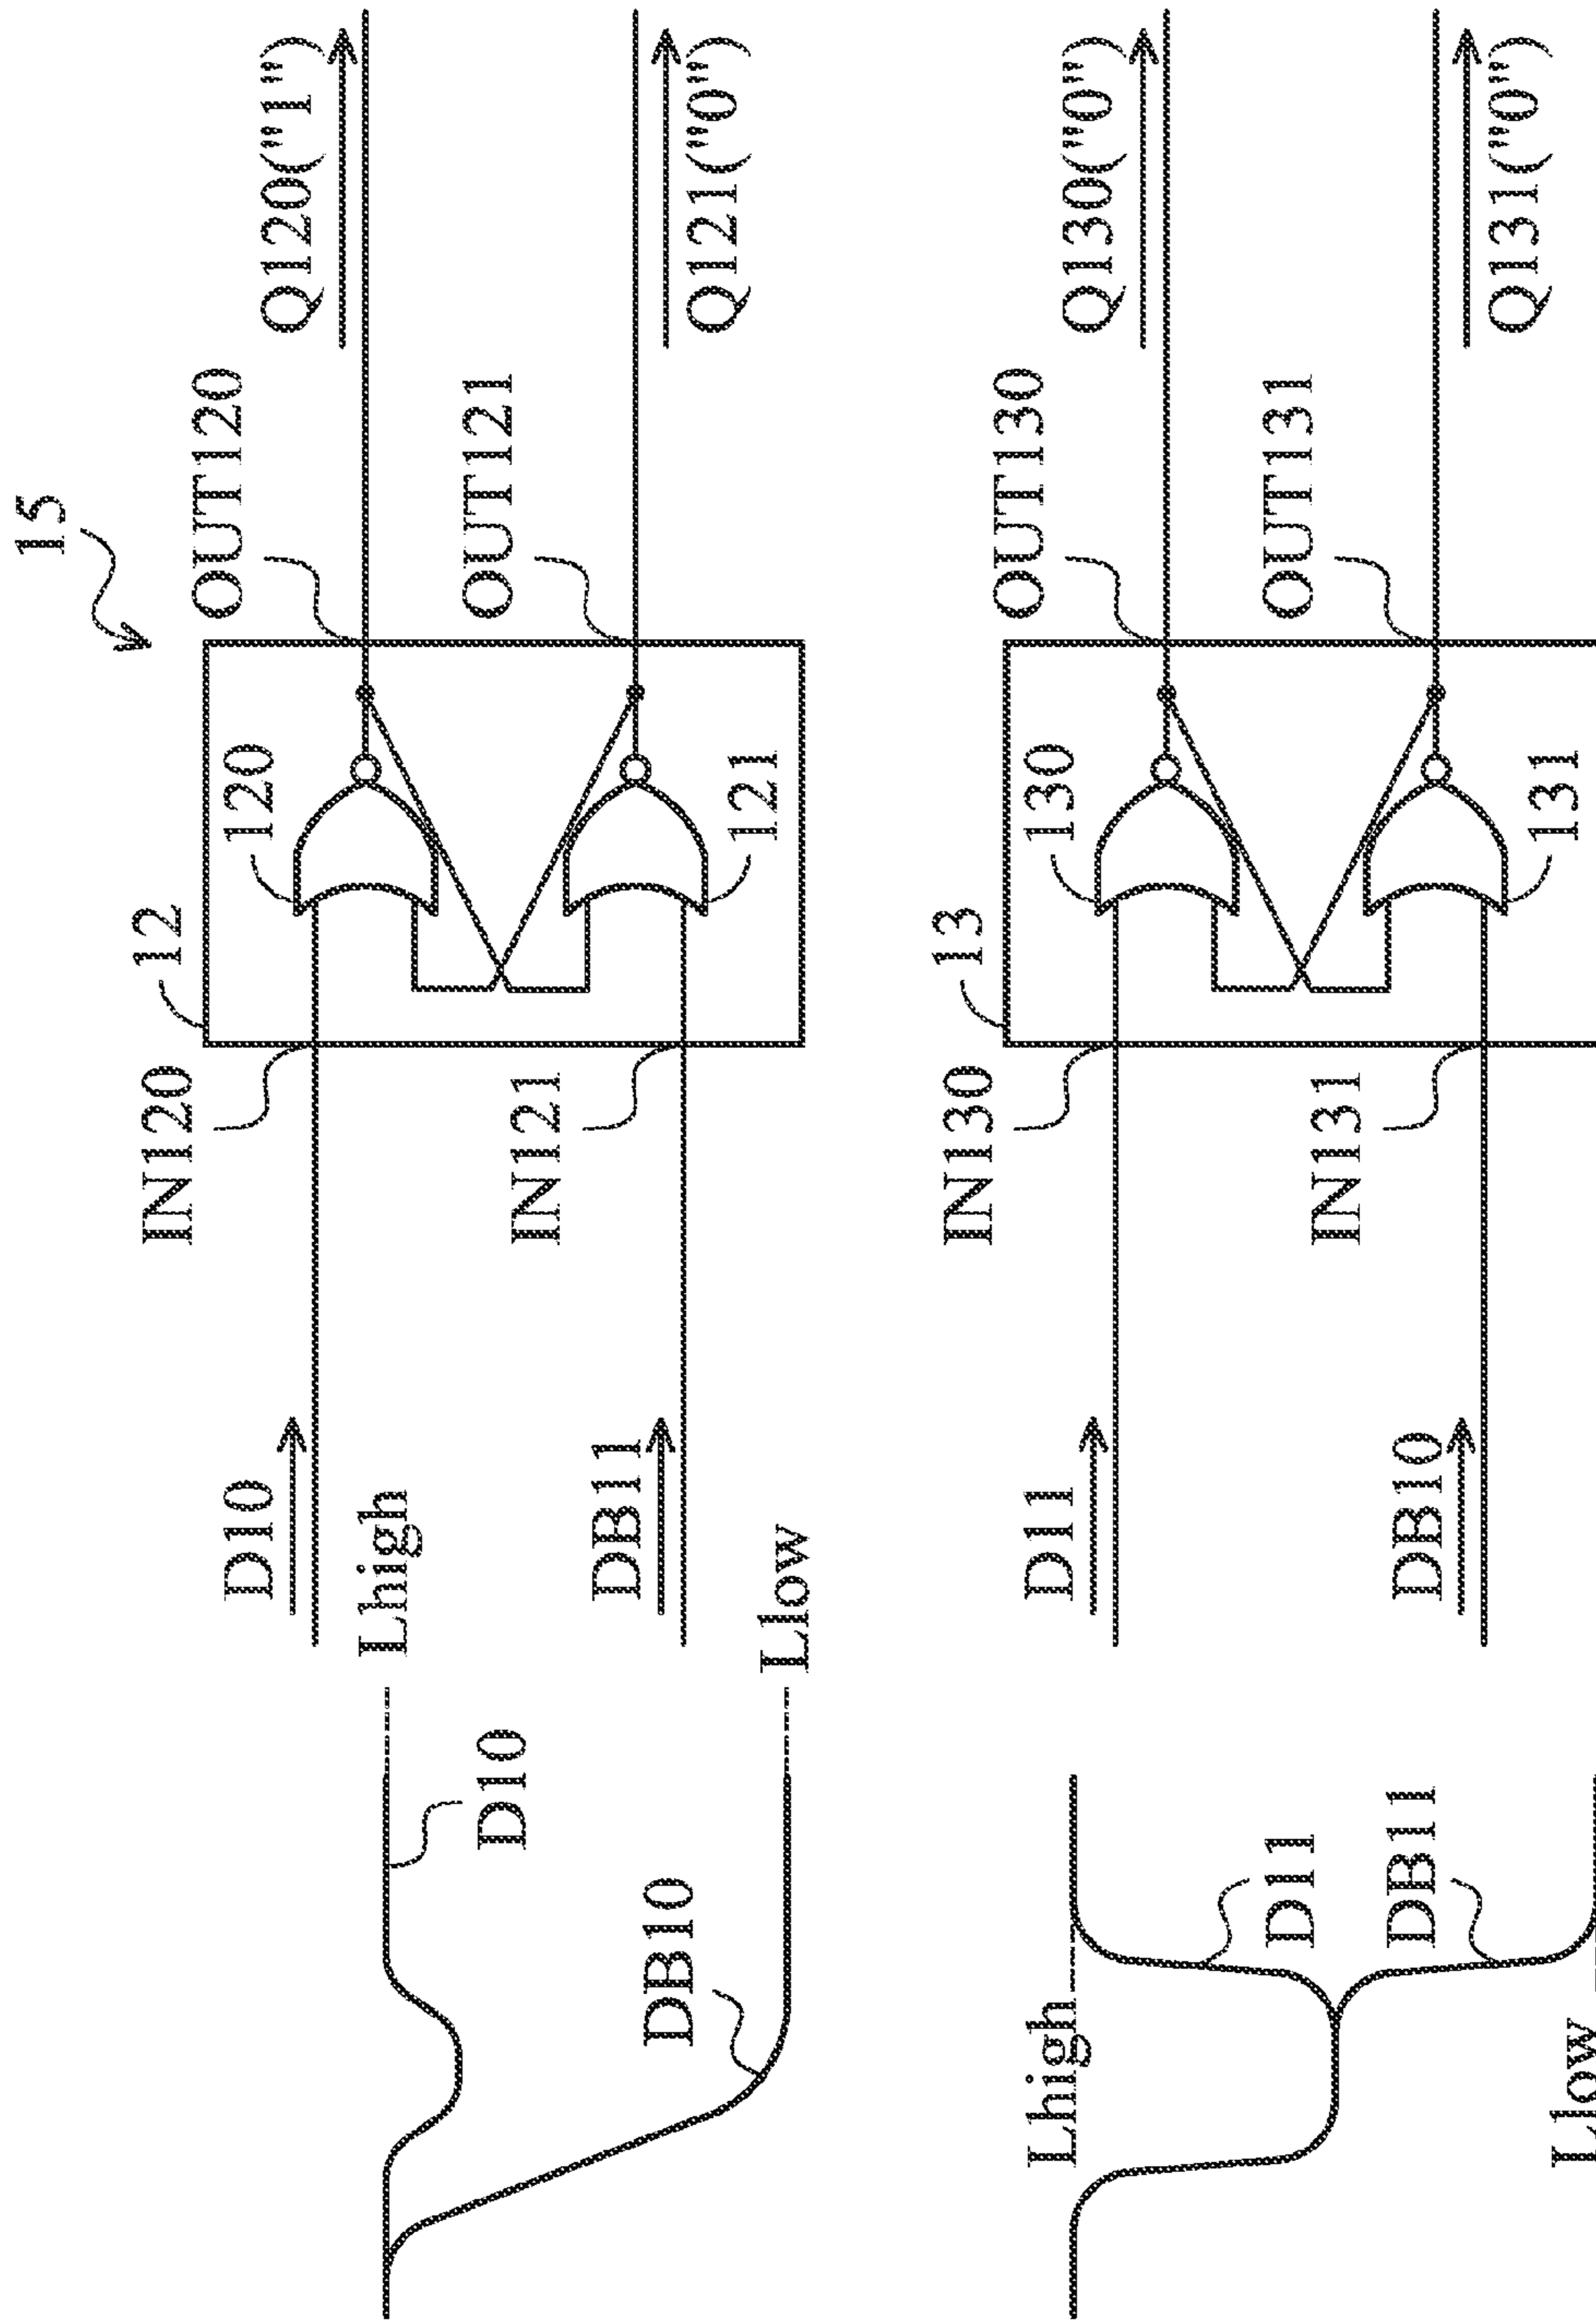 15
D10
Lhigh
D10
DB10
DB11
Llow
IN120
IN121
12
120
121
OUT120
OUT121
Q120("1")
Q121("0")
Lhigh
D11
DB11
Llow
D11
DB10
IN130
IN131
13
130
131
OUT130
OUT131
Q130("0")
Q131("0")